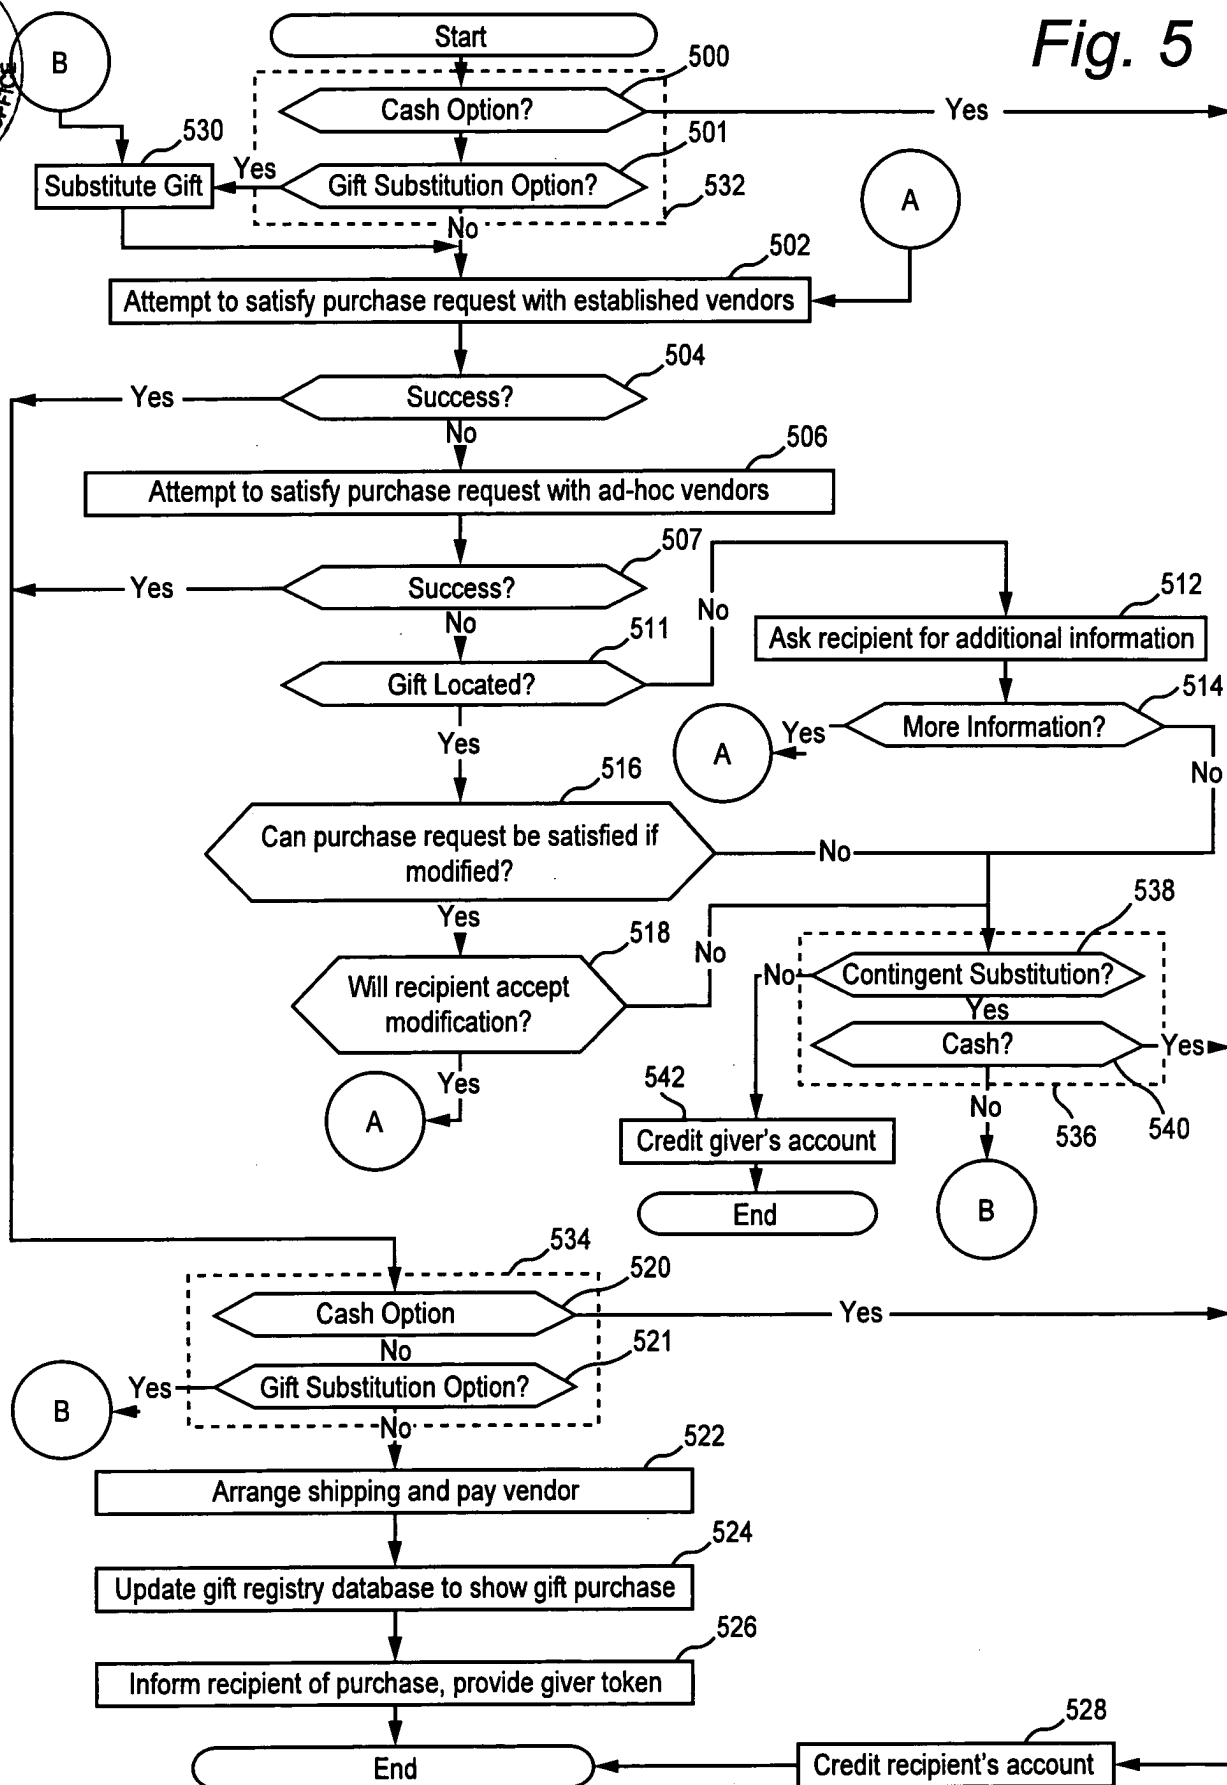 Fig. 5
B
Start
500
Cash Option?
Yes
OFFICE
530
501
Substitute Gift
Yes
Gift Substitution Option?
532
A
No
502
Attempt to satisfy purchase request with established vendors
504
Yes
Success?
No
506
Attempt to satisfy purchase request with ad-hoc vendors
507
Yes
Success?
No
No
512
511
Ask recipient for additional information
Gift Located?
514
More Information?
A
Yes
Yes
No
516
Can purchase request be satisfied if
modified?
No
538
Yes
518
No
No
Contingent Substitution?
Will recipient accept
modification?
Yes
Cash?
Yes
Yes
542
No
A
536
540
Credit giver's account
End
B
534
520
Cash Option
Yes
No
521
B
Yes
Gift Substitution Option?
No
522
Arrange shipping and pay vendor
524
Update gift registry database to show gift purchase
526
Inform recipient of purchase, provide giver token
528
End
Credit recipient's account